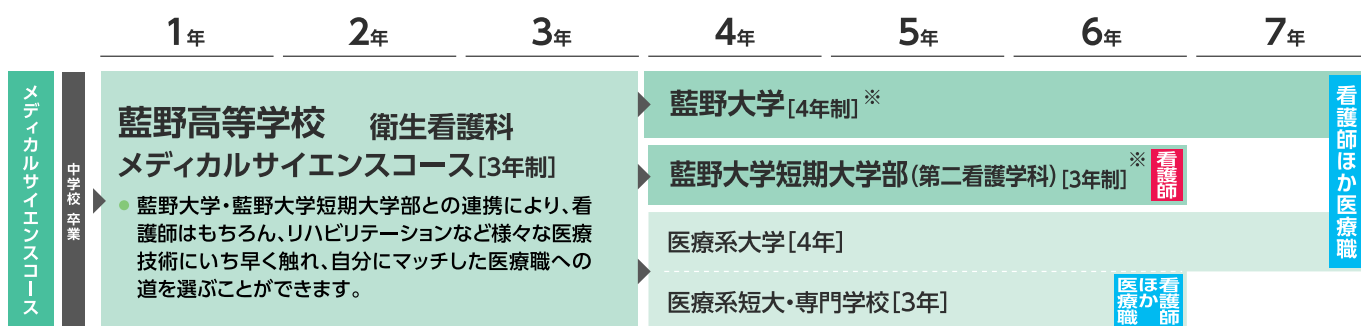 1年 2年 3年 4年 5年 6年 7年
メディカルサイエンスコース
中学校 卒業
藍野高等学校 衛生看護科
メディカルサイエンスコース[3年制]
● 藍野大学・藍野大学短期大学部との連携により、看
護師はもちろん、リハビリテーションなど様々な医療
技術にいち早く触れ、自分にマッチした医療職への
道を選ぶことができます。
藍野大学[4年制]※
藍野大学短期大学部(第二看護学科)[3年制]※
看護師
医療系大学[4年]
医療系短大・専門学校[3年]
看護師ほか医療職
看護師ほか医療職